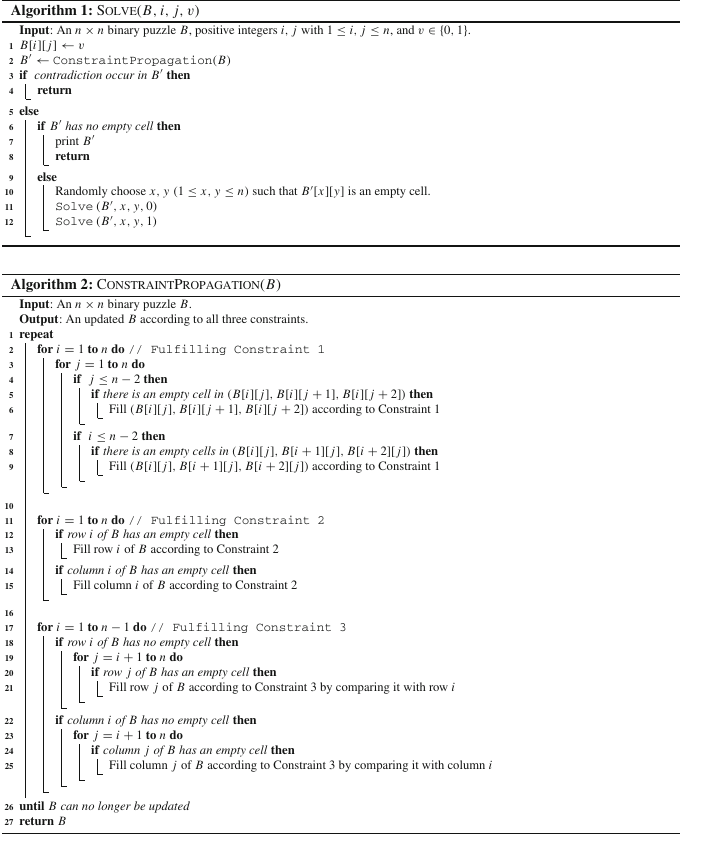 Algorithm 1: SOLVE(B, i, j, v)
Input: An n × n binary puzzle B, positive integers i, j with 1 ≤ i, j ≤ n, and v ∈ {0, 1}.
1 B[i][j] ← v
2 B′ ← ConstraintPropagation(B)
3 if contradiction occur in B′ then
4 return
5 else
6 if B′ has no empty cell then
7 print B′
8 return
9 else
10 Randomly choose x, y (1 ≤ x, y ≤ n) such that B′[x][y] is an empty cell.
11 Solve (B′, x, y, 0)
12 Solve (B′, x, y, 1)
Algorithm 2: CONSTRAINTPROPAGATION(B)
Input: An n × n binary puzzle B.
Output: An updated B according to all three constraints.
1 repeat
2 for i = 1 to n do // Fulfilling Constraint 1
3 for j = 1 to n do
4 if j ≤ n − 2 then
5 if there is an empty cell in (B[i][j], B[i][j + 1], B[i][j + 2]) then
6 Fill (B[i][j], B[i][j + 1], B[i][j + 2]) according to Constraint 1
7 if i ≤ n − 2 then
8 if there is an empty cells in (B[i][j], B[i + 1][j], B[i + 2][j]) then
9 Fill (B[i][j], B[i + 1][j], B[i + 2][j]) according to Constraint 1
10
11 for i = 1 to n do // Fulfilling Constraint 2
12 if row i of B has an empty cell then
13 Fill row i of B according to Constraint 2
14 if column i of B has an empty cell then
15 Fill column i of B according to Constraint 2
16
17 for i = 1 to n − 1 do // Fulfilling Constraint 3
18 if row i of B has no empty cell then
19 for j = i + 1 to n do
20 if row j of B has an empty cell then
21 Fill row j of B according to Constraint 3 by comparing it with row i
22 if column i of B has no empty cell then
23 for j = i + 1 to n do
24 if column j of B has an empty cell then
25 Fill column j of B according to Constraint 3 by comparing it with column i
26 until B can no longer be updated
27 return B